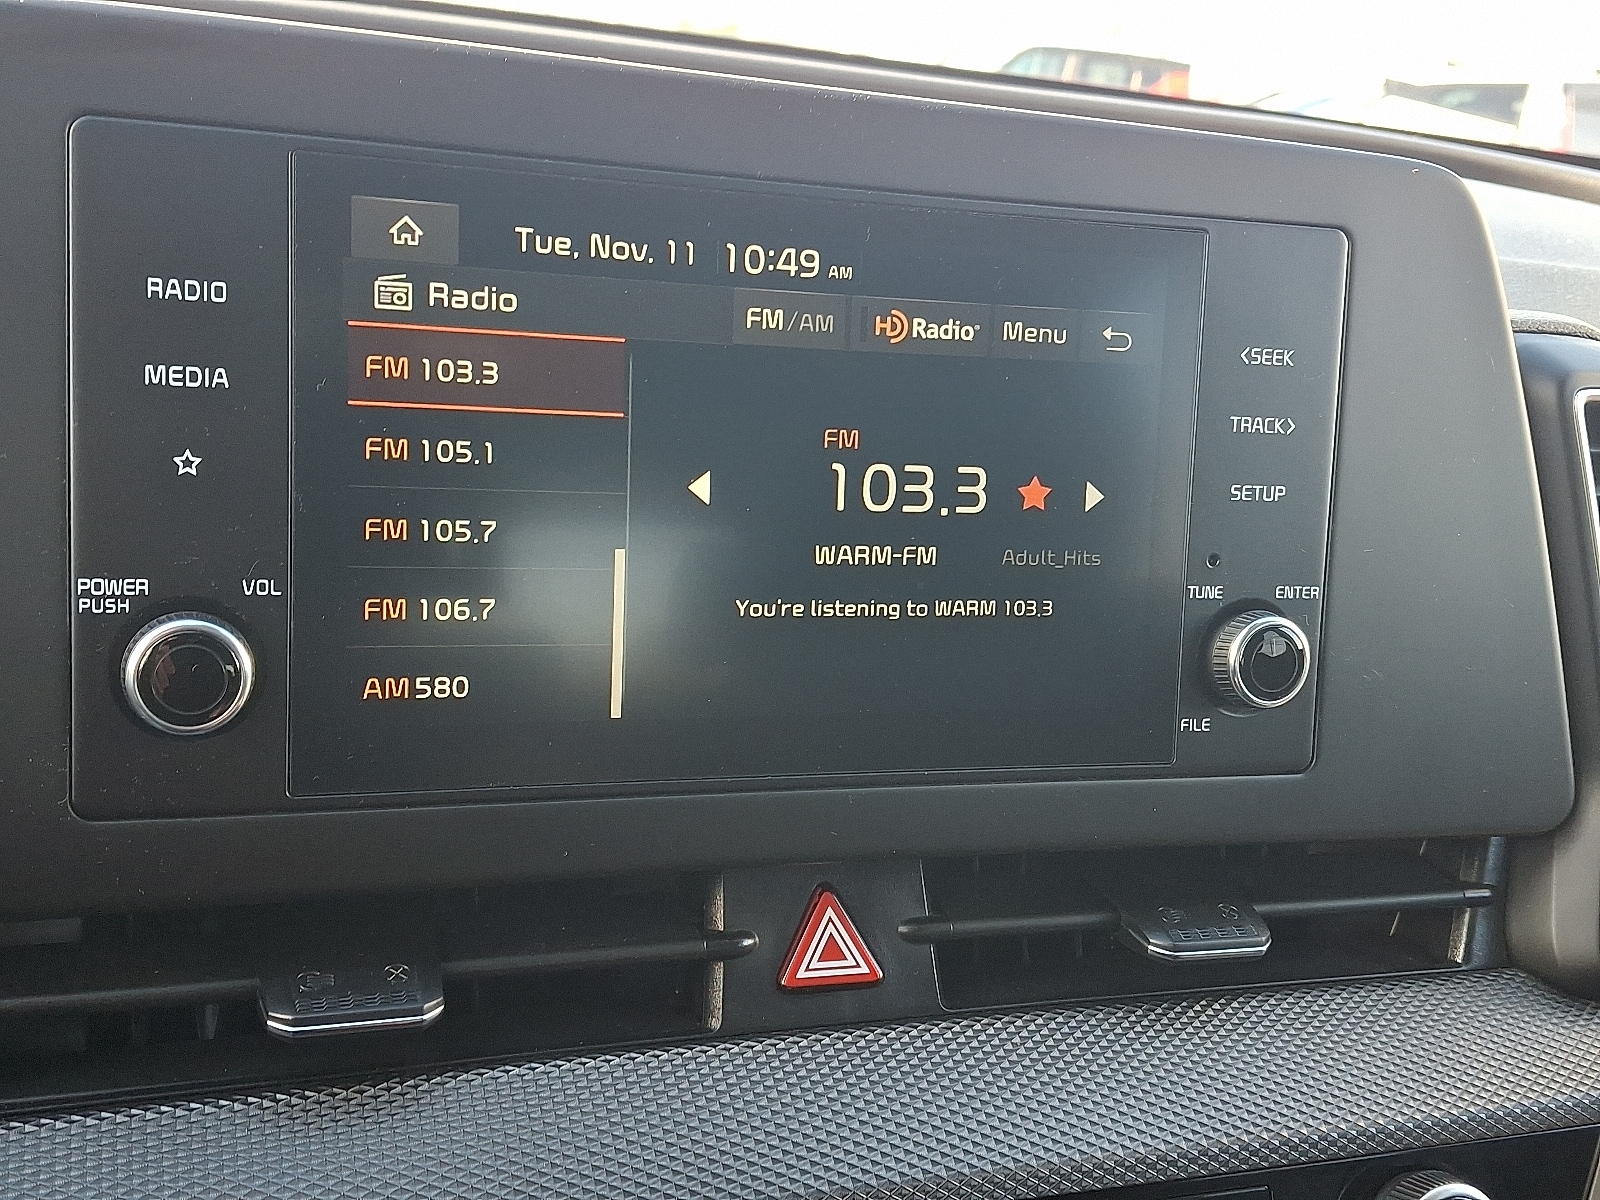 Tue, Nov. 11 10:49 AM
Radio
FM/AM HD Radio® Menu
FM 103.3
FM 105.1
FM 105.7
FM 106.7
AM 580
FM
103.3
WARM-FM Adult_Hits
You're listening to WARM 103.3
RADIO
MEDIA
POWER
PUSH
VOL
<SEEK
TRACK>
SETUP
TUNE ENTER
FILE